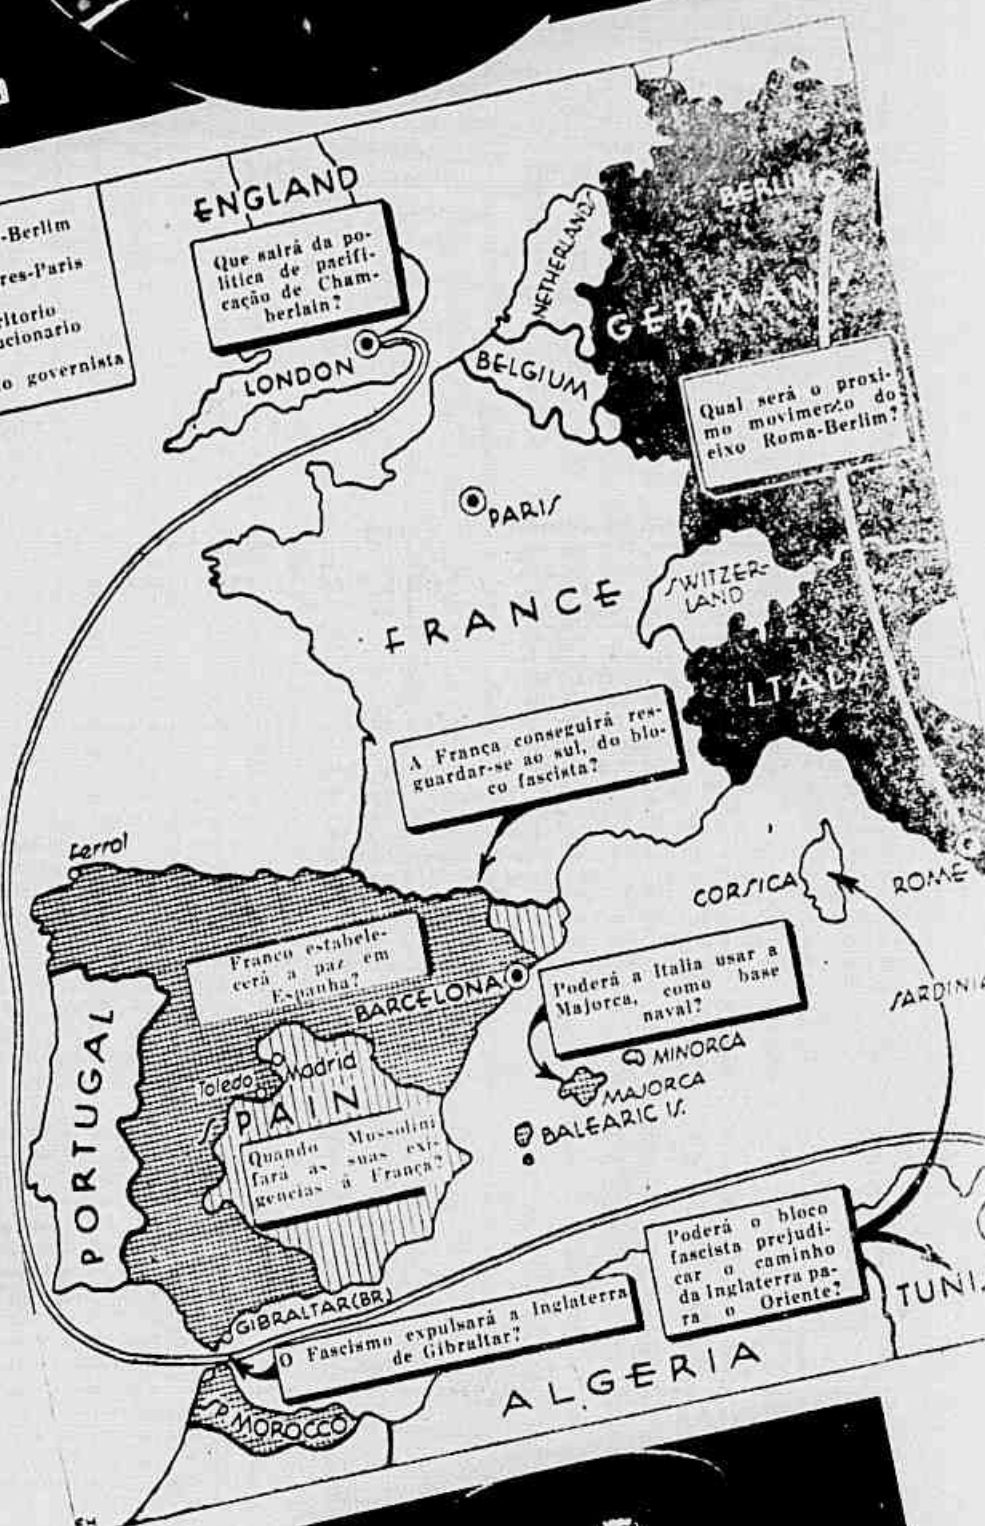 -Berlim
res-Paris
ritorio
ucionario
o governista
ENGLAND
Que sairá da po-
litica de pacifi-
cação de Cham-
berlain?
LONDON
NETHERLANDS
BELGIUM
BERLIN
GERMANY
Qual será o proxi-
mo movimento do
eixo Roma-Berlim?
PARIS
FRANCE
SWITZER-
LAND
ITALY
A França conseguirá res-
guardar-se ao sul, do blo-
co fascista?
Ferrol
CORSICA
ROME
Franco estabele-
cerá a paz em
Espanha?
BARCELONA
Poderá a Italia usar a
Majorca, como base
naval?
SARDINIA
MINORCA
MAJORCA
BALEARIC IS.
PORTUGAL
Toledo
Madrid
SPAIN
Quando Mussolini
fará as suas exi-
gencias á França?
Poderá o bloco
fascista prejudi-
car o caminho
da Inglaterra pa-
ra o Oriente?
TUNIS
GIBRALTAR (BR)
O Fascismo expulsará a Inglaterra
de Gibraltar?
ALGERIA
SP. MOROCCO